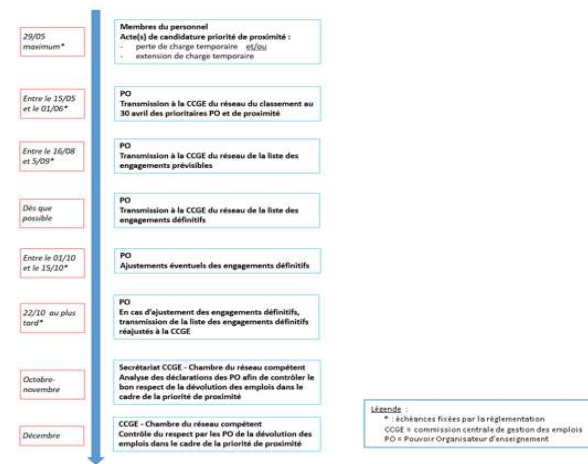 29/05
maximum*
Membres du personnel
Acte(s) de candidature priorité de proximité :
- perte de charge temporaire et/ou
- extension de charge temporaire
Entre le 15/05
et le 01/06*
PO
Transmission à la CCGE du réseau du classement au
30 avril des prioritaires PO et de proximité
Entre le 16/08
et 5/09*
PO
Transmission à la CCGE du réseau de la liste des
engagements prévisibles
Dès que
possible
PO
Transmission à la CCGE du réseau de la liste des
engagements définitifs
Entre le 01/10
et le 15/10*
PO
Ajustements éventuels des engagements définitifs
22/10 au plus
tard*
PO
En cas d'ajustement des engagements définitifs,
transmission de la liste des engagements définitifs
réajustés à la CCGE
Octobre-
novembre
Secrétariat CCGE - Chambre du réseau compétent
Analyse des déclarations des PO afin de contrôler le
bon respect de la dévolution des emplois dans le
cadre de la priorité de proximité
Décembre
CCGE - Chambre du réseau compétent
Contrôle du respect par les PO de la dévolution des
emplois dans le cadre de la priorité de proximité
Légende :
* : échéances fixées par la réglementation
CCGE = commission centrale de gestion des emplois
PO = Pouvoir Organisateur d'enseignement